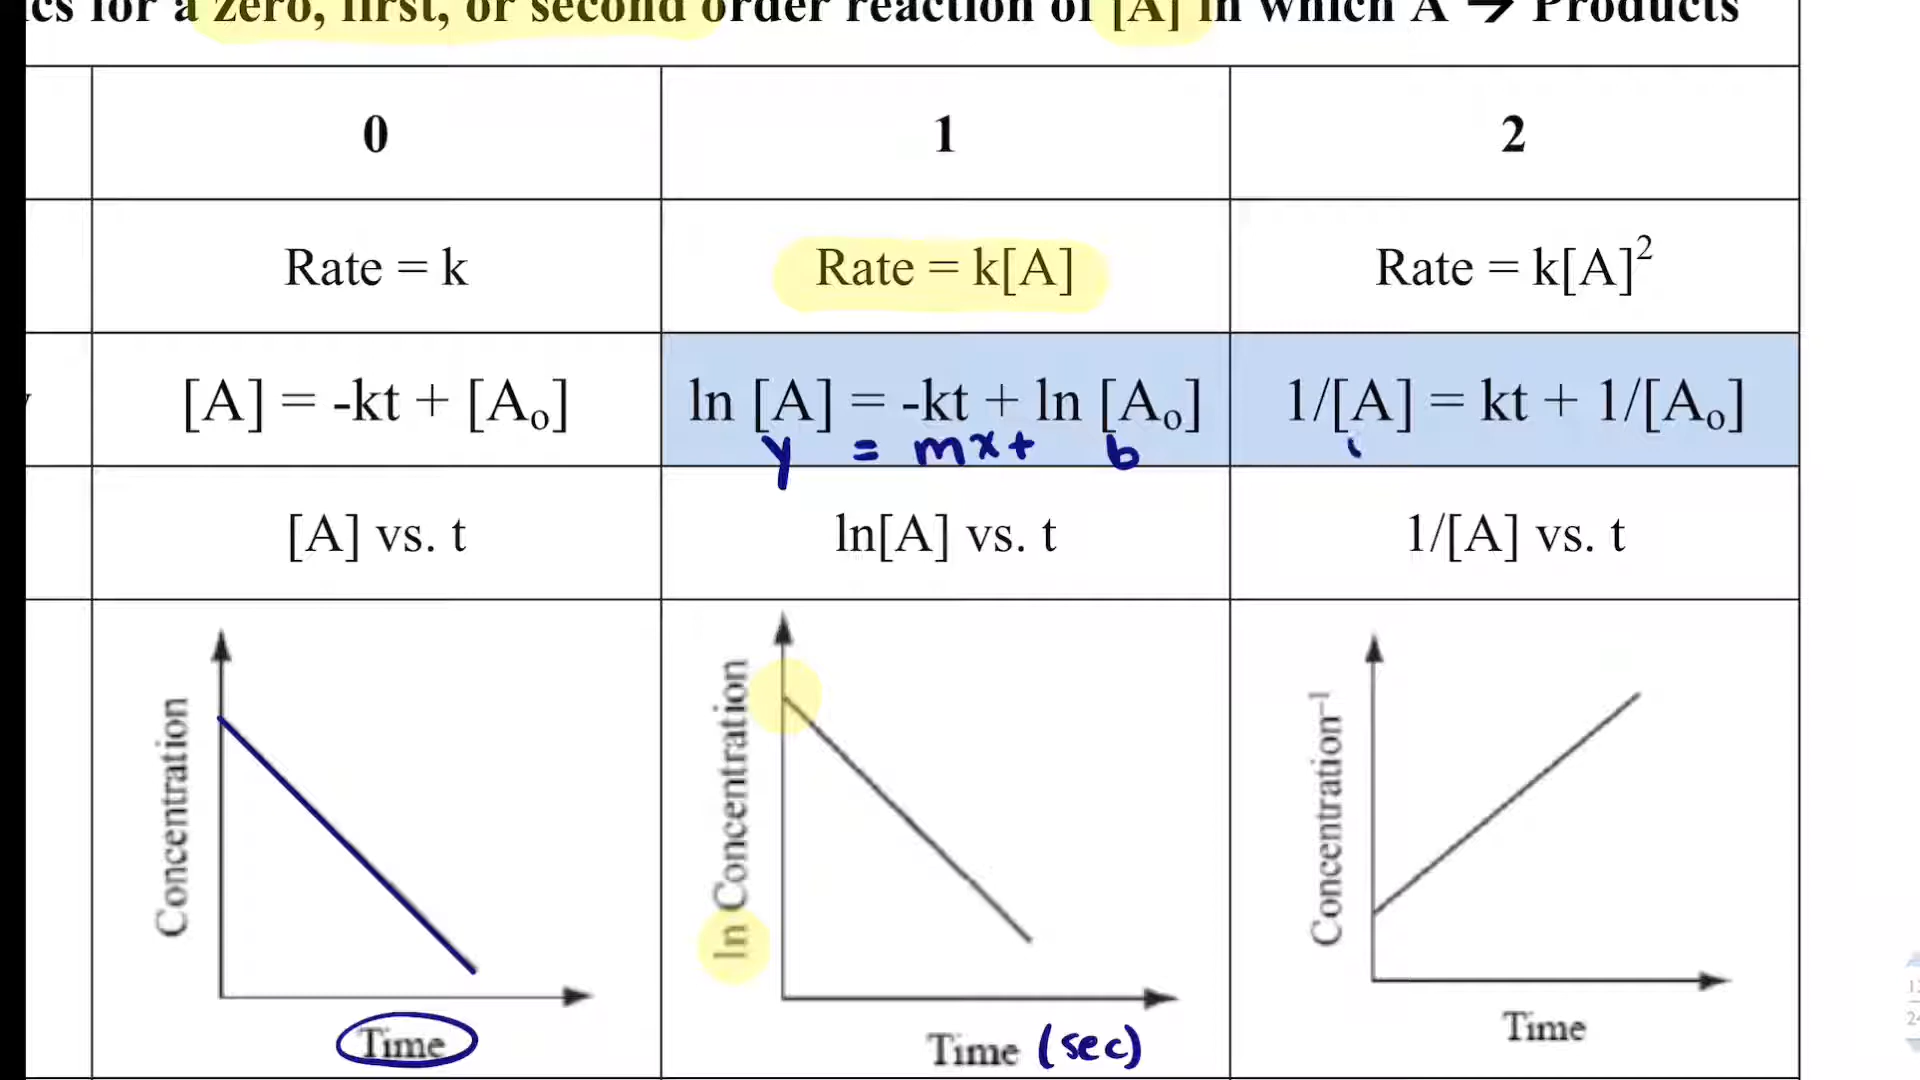 cs for a zero, first, or second order reaction of [A] in which A → Products
0 1 2
Rate = k Rate = k[A] Rate = k[A]²
[A] = -kt + [Aₒ] ln [A] = -kt + ln [Aₒ] 1/[A] = kt + 1/[Aₒ]
y = mx + b
[A] vs. t ln[A] vs. t 1/[A] vs. t
Concentration
Time
ln Concentration
Time (sec)
Concentration⁻¹
Time